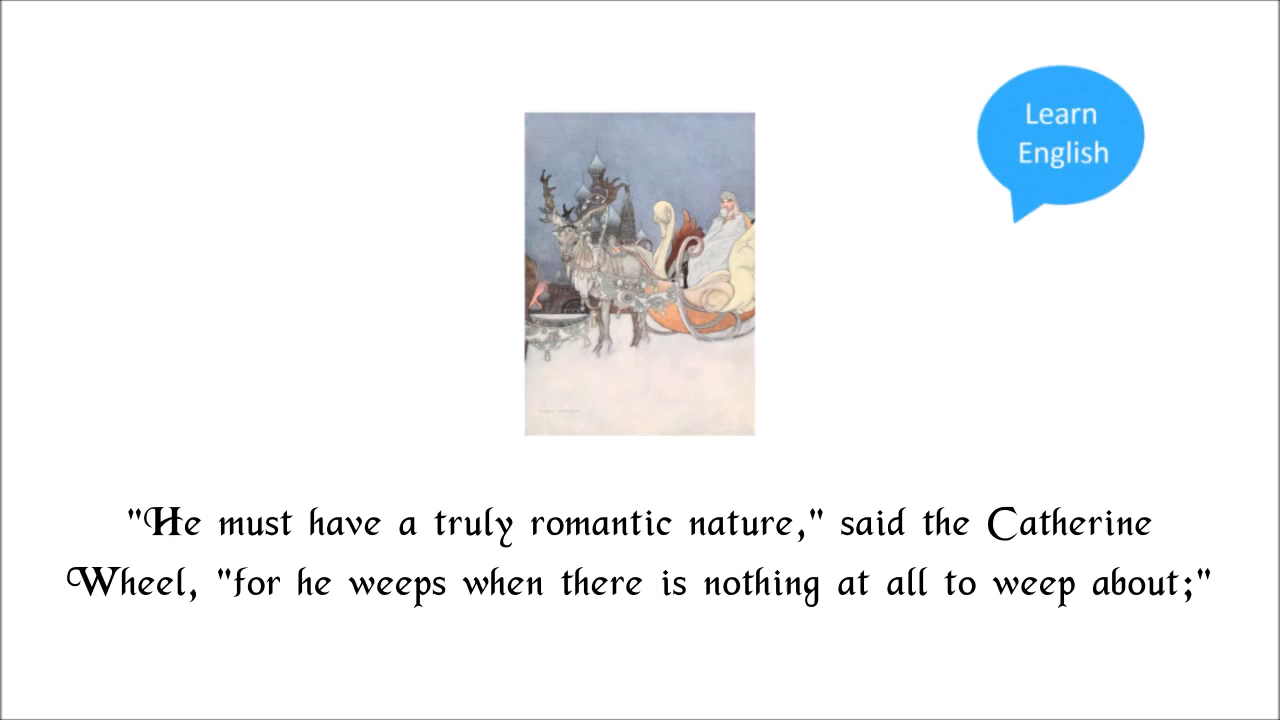 Learn
English
"He must have a truly romantic nature," said the Catherine
Wheel, "for he weeps when there is nothing at all to weep about;"